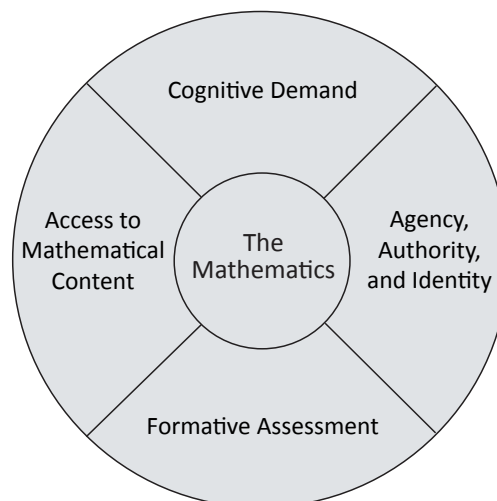 Cognitive Demand
Access to
Mathematical
Content
The
Mathematics
Agency,
Authority,
and Identity
Formative Assessment